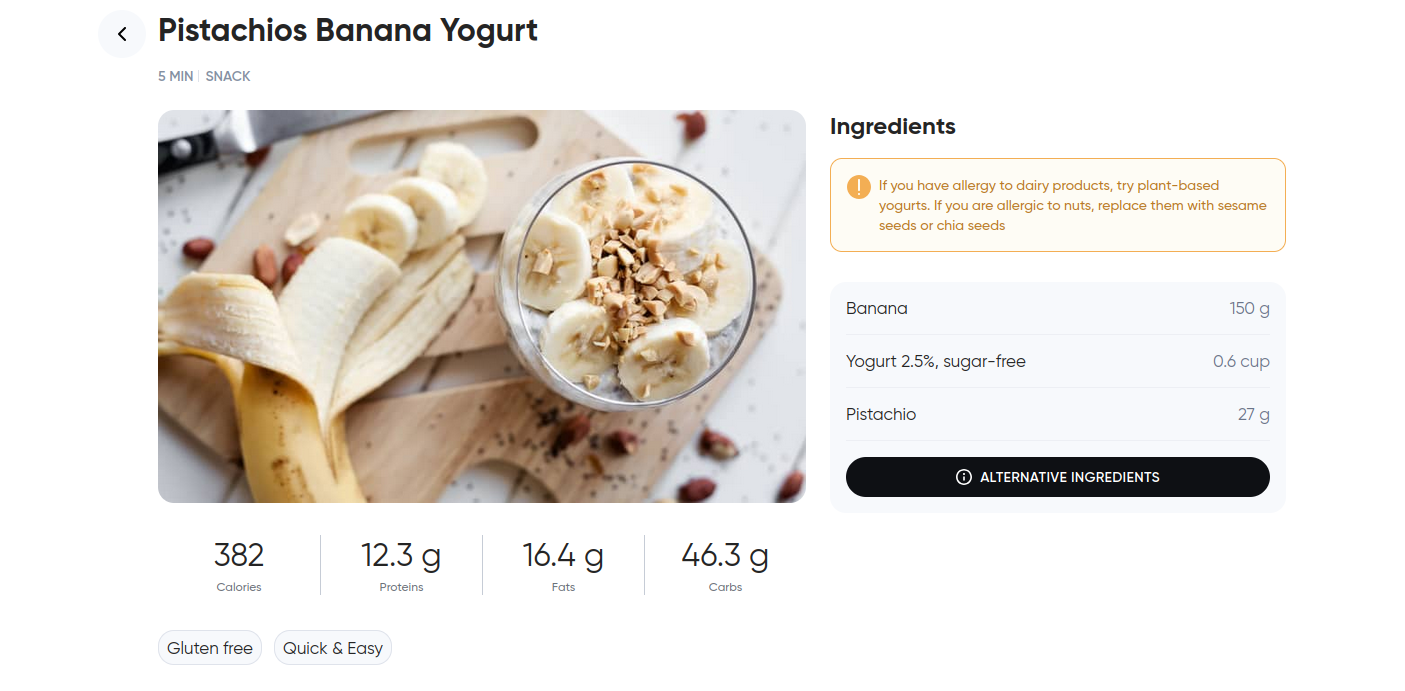 Pistachios Banana Yogurt
5 MIN | SNACK
Ingredients
If you have allergy to dairy products, try plant-based
yogurts. If you are allergic to nuts, replace them with sesame
seeds or chia seeds
Banana 150 g
Yogurt 2.5%, sugar-free 0.6 cup
Pistachio 27 g
ALTERNATIVE INGREDIENTS
382 12.3 g 16.4 g 46.3 g
Calories Proteins Fats Carbs
Gluten free Quick & Easy